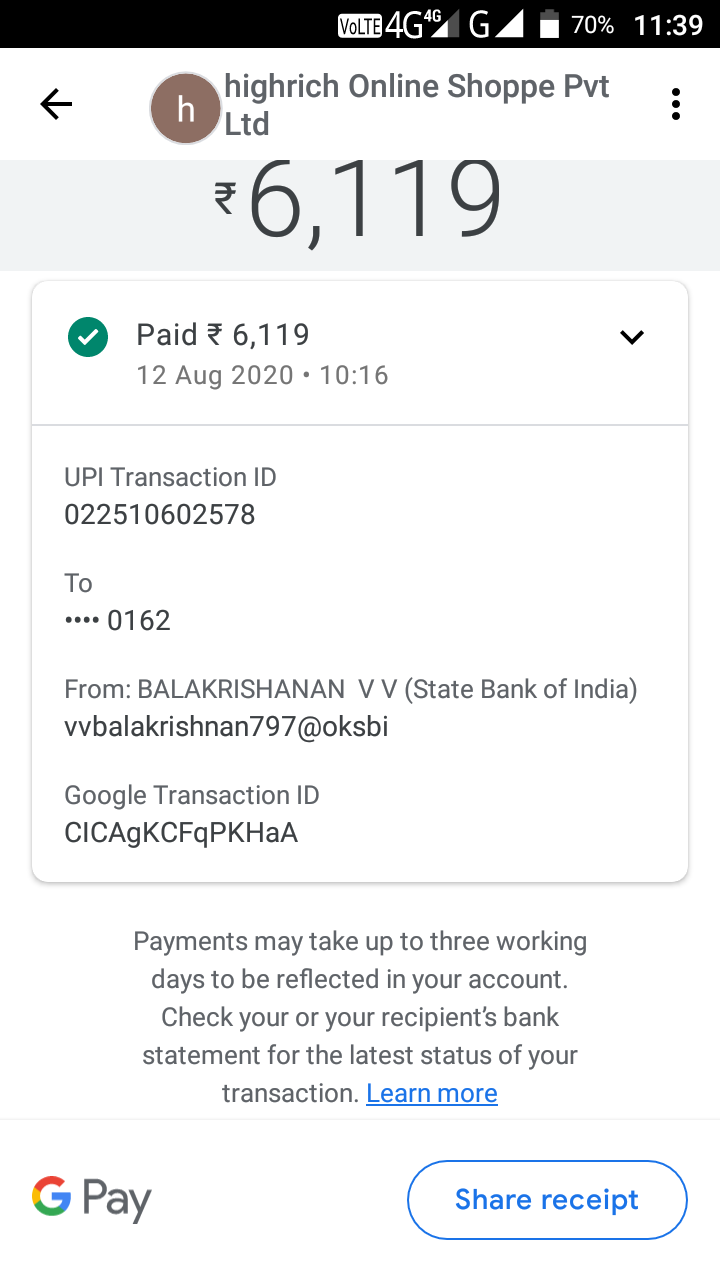 VoLTE 4G 4G G 70% 11:39
h
highrich Online Shoppe Pvt
Ltd
₹6,119
Paid ₹ 6,119
12 Aug 2020 • 10:16
UPI Transaction ID
022510602578
To
•••• 0162
From: BALAKRISHANAN  V V (State Bank of India)
vvbalakrishnan797@oksbi
Google Transaction ID
CICAgKCFqPKHaA
Payments may take up to three working
days to be reflected in your account.
Check your or your recipient's bank
statement for the latest status of your
transaction. Learn more
G Pay
Share receipt